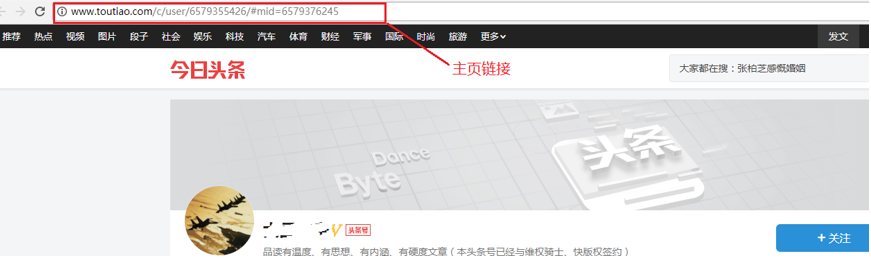 www.toutiao.com/c/user/6579355426/#mid=6579376245
推荐 热点 视频 图片 段子 社会 娱乐 科技 汽车 体育 财经 军事 国际 时尚 旅游 更多 发文
主页链接
今日头条 大家都在搜：张柏芝感慨婚姻
头条
Dance
Byte
V 头条号
+ 关注
品读有温度、有思想、有内涵、有硬度文章（本头条号已经与维权骑士、快版权签约）